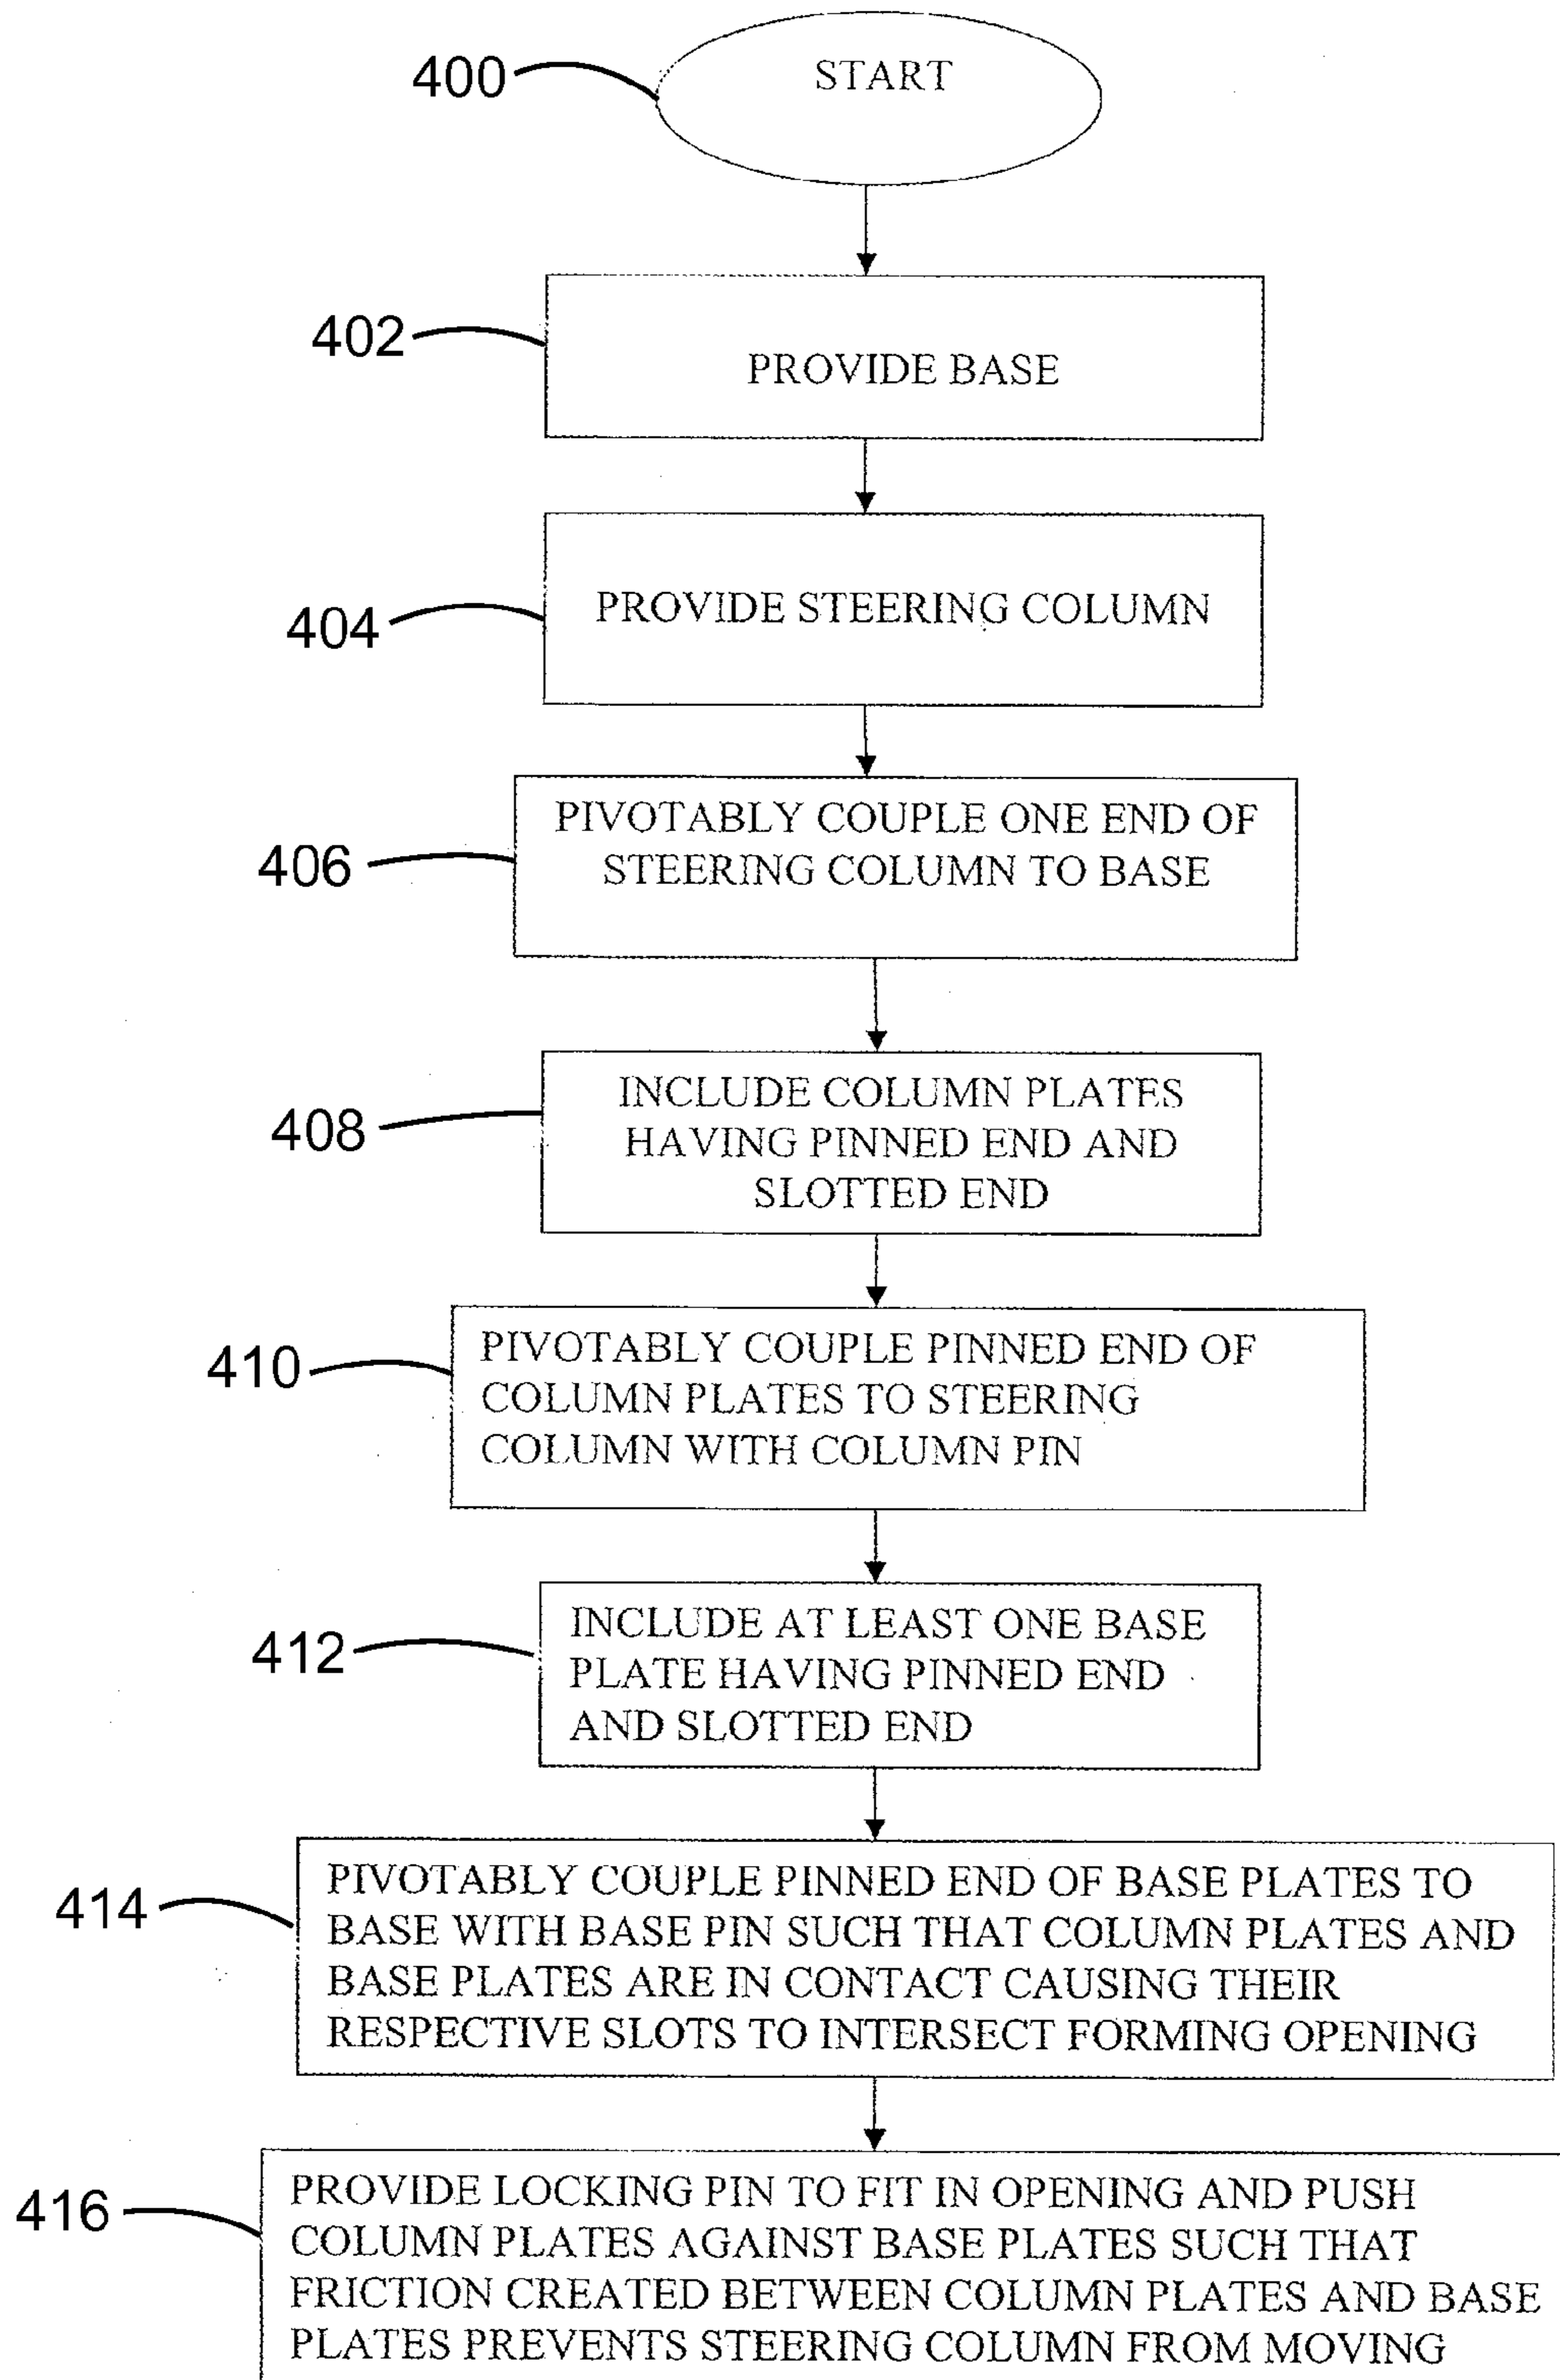 400
START
402
PROVIDE BASE
404
PROVIDE STEERING COLUMN
406
PIVOTABLY COUPLE ONE END OF
STEERING COLUMN TO BASE
408
INCLUDE COLUMN PLATES
HAVING PINNED END AND
SLOTTED END
410
PIVOTABLY COUPLE PINNED END OF
COLUMN PLATES TO STEERING
COLUMN WITH COLUMN PIN
412
INCLUDE AT LEAST ONE BASE
PLATE HAVING PINNED END
AND SLOTTED END
414
PIVOTABLY COUPLE PINNED END OF BASE PLATES TO
BASE WITH BASE PIN SUCH THAT COLUMN PLATES AND
BASE PLATES ARE IN CONTACT CAUSING THEIR
RESPECTIVE SLOTS TO INTERSECT FORMING OPENING
416
PROVIDE LOCKING PIN TO FIT IN OPENING AND PUSH
COLUMN PLATES AGAINST BASE PLATES SUCH THAT
FRICTION CREATED BETWEEN COLUMN PLATES AND BASE
PLATES PREVENTS STEERING COLUMN FROM MOVING